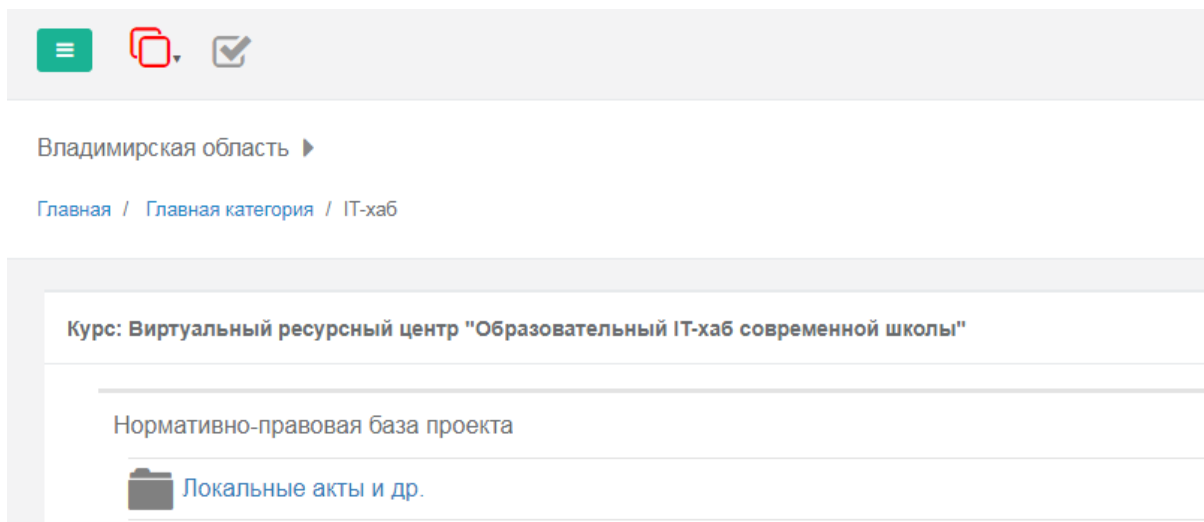 Владимирская область
Главная / Главная категория / IT-хаб
Курс: Виртуальный ресурсный центр "Образовательный IT-хаб современной школы"
Нормативно-правовая база проекта
Локальные акты и др.